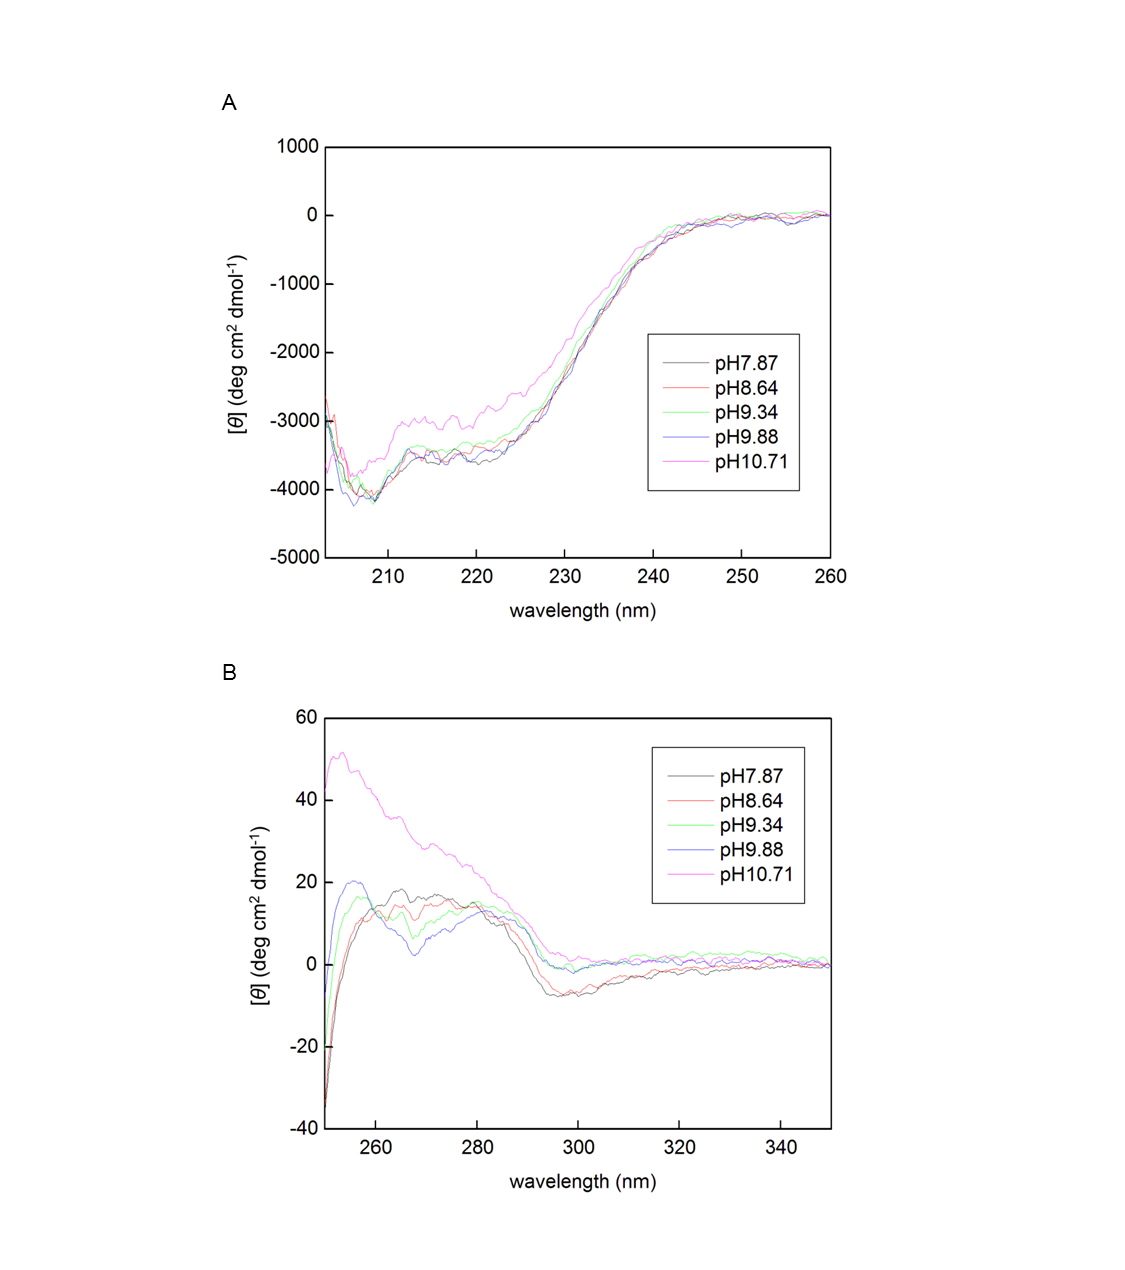 A
1000
0
-1000
-2000
-3000
-4000
-5000
[θ] (deg cm² dmol⁻¹)
pH7.87
pH8.64
pH9.34
pH9.88
pH10.71
210 220 230 240 250 260
wavelength (nm)
B
60
40
20
0
-20
-40
[θ] (deg cm² dmol⁻¹)
pH7.87
pH8.64
pH9.34
pH9.88
pH10.71
260 280 300 320 340
wavelength (nm)